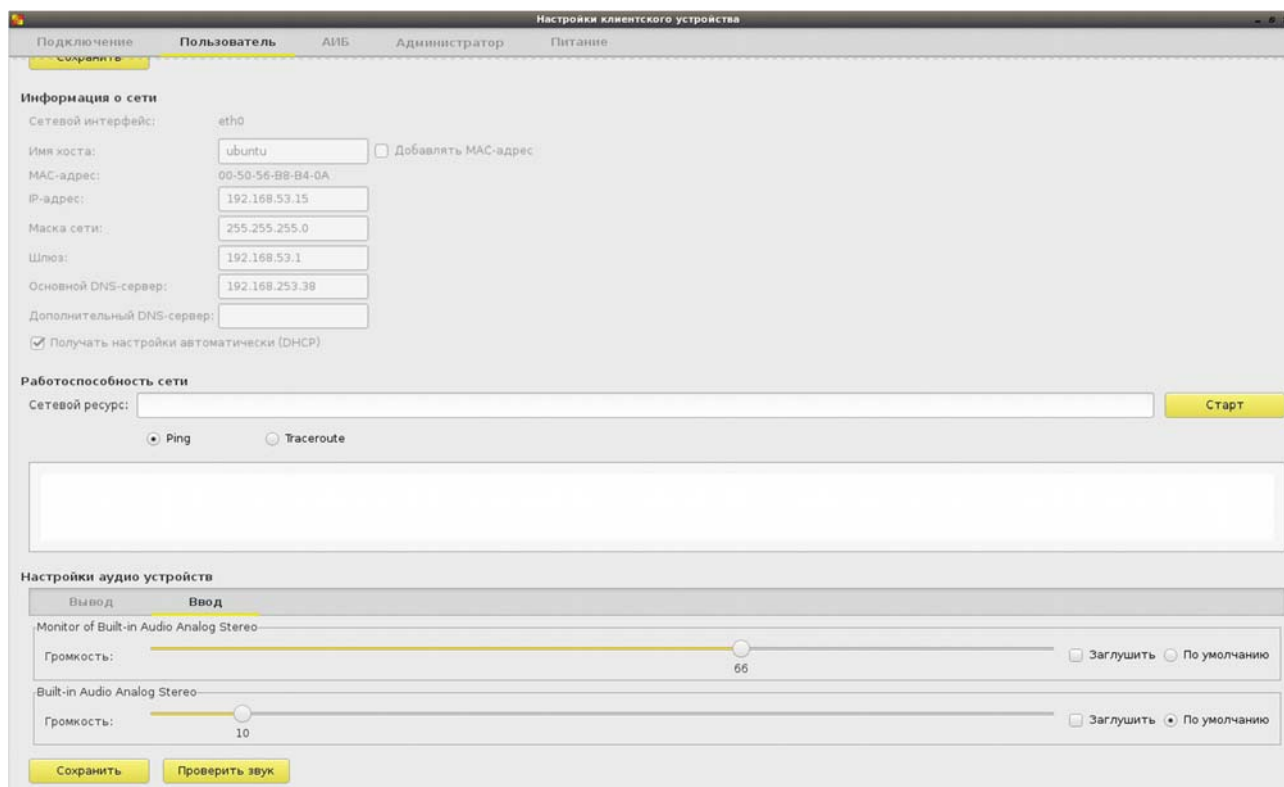 Настройки клиентского устройства
Подключение Пользователь АИБ Администратор Питание
Сохранить
Информация о сети
Сетевой интерфейс: eth0
Имя хоста: ubuntu Добавлять MAC-адрес
MAC-адрес: 00-50-56-B8-B4-0A
IP-адрес: 192.168.53.15
Маска сети: 255.255.255.0
Шлюз: 192.168.53.1
Основной DNS-сервер: 192.168.253.38
Дополнительный DNS-сервер:
Получать настройки автоматически (DHCP)
Работоспособность сети
Сетевой ресурс: Старт
Ping Traceroute
Настройки аудио устройств
Вывод Ввод
Monitor of Built-in Audio Analog Stereo
Громкость: Заглушить По умолчанию
66
Built-in Audio Analog Stereo
Громкость: Заглушить По умолчанию
10
Сохранить Проверить звук